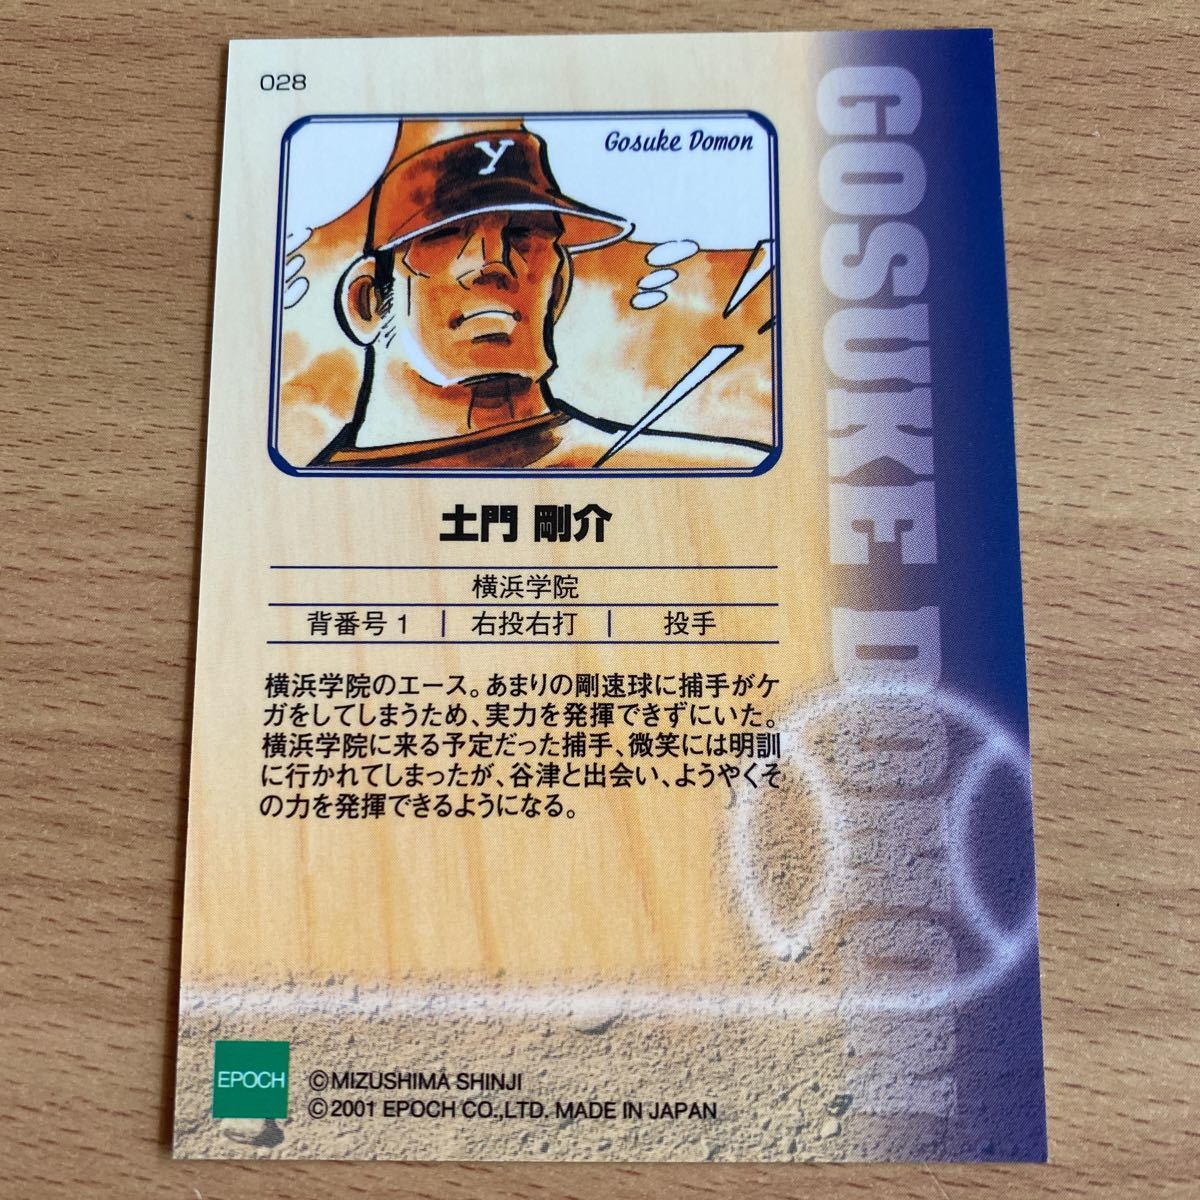 028
Gosuke Domon
Y
土門 剛介
横浜学院
背番号 1 | 右投右打 | 投手
横浜学院のエース。あまりの剛速球に捕手がケ
ガをしてしまうため、実力を発揮できずにいた。
横浜学院に来る予定だった捕手、微笑には明訓
に行かれてしまったが、谷津と出会い、ようやくそ
の力を発揮できるようになる。
GOSUKE DOMON
EPOCH
©MIZUSHIMA SHINJI
©2001 EPOCH CO.,LTD. MADE IN JAPAN